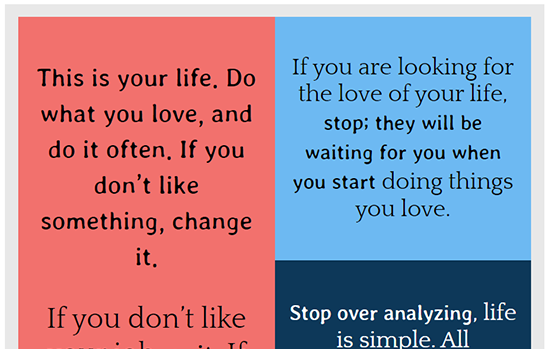 This is your life. Do
what you love, and
do it often. If you
don't like
something, change
it.
If you don't like
If you are looking for
the love of your life,
stop; they will be
waiting for you when
you start doing things
you love.
Stop over analyzing, life
is simple. All